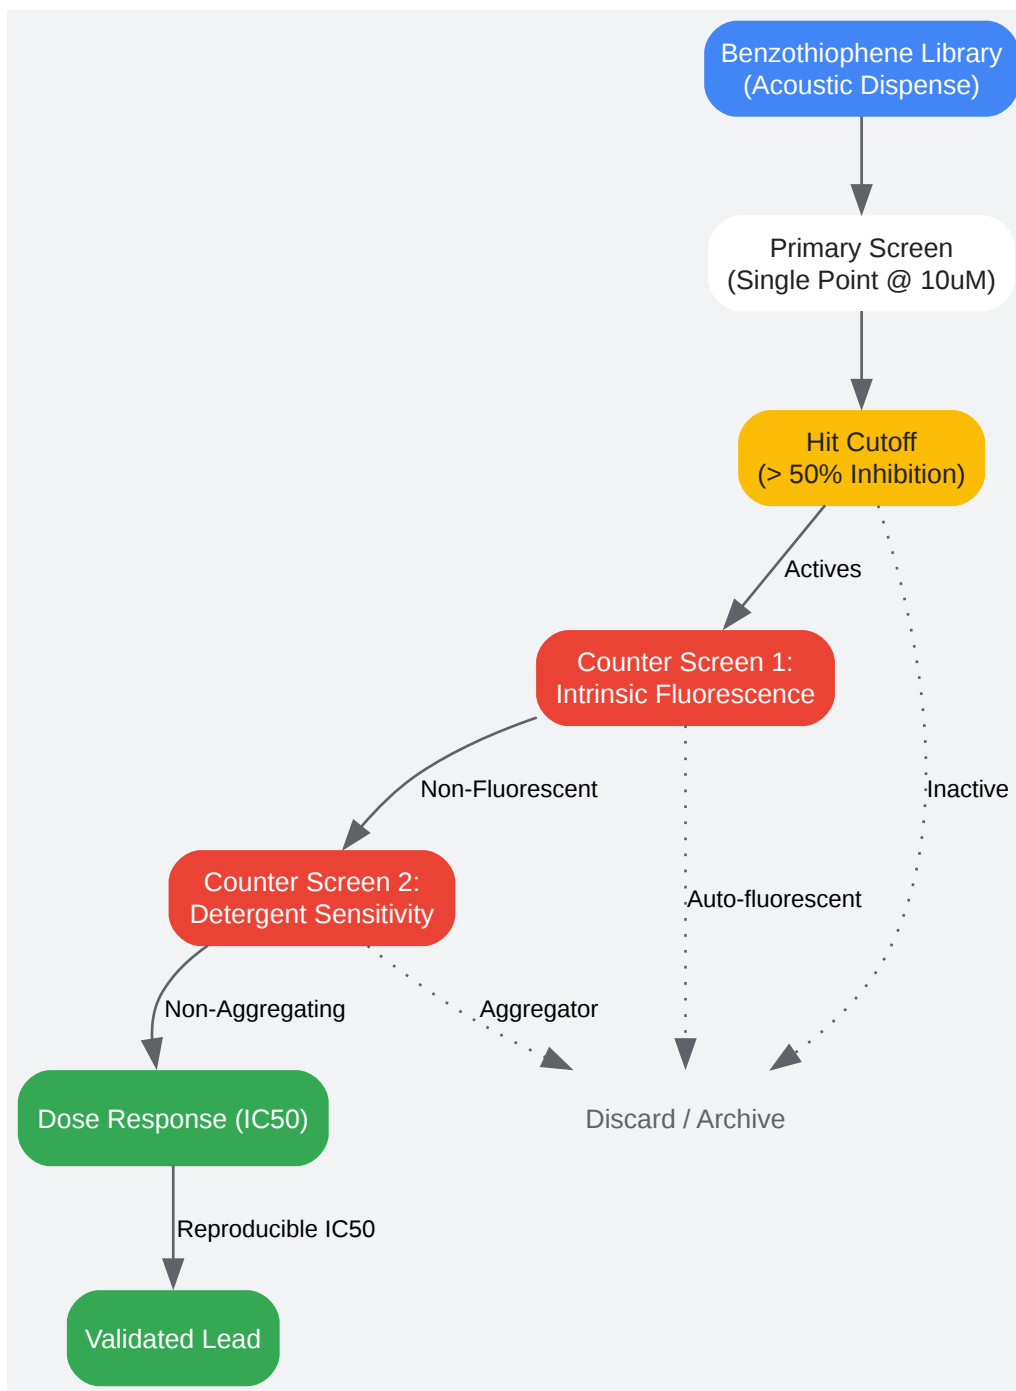 Benzothiophene Library
(Acoustic Dispense)
Primary Screen
(Single Point @ 10uM)
Hit Cutoff
(> 50% Inhibition)
Actives
Counter Screen 1:
Intrinsic Fluorescence
Non-Fluorescent
Inactive
Counter Screen 2:
Detergent Sensitivity
Auto-fluorescent
Non-Aggregating
Aggregator
Dose Response (IC50)
Discard / Archive
Reproducible IC50
Validated Lead